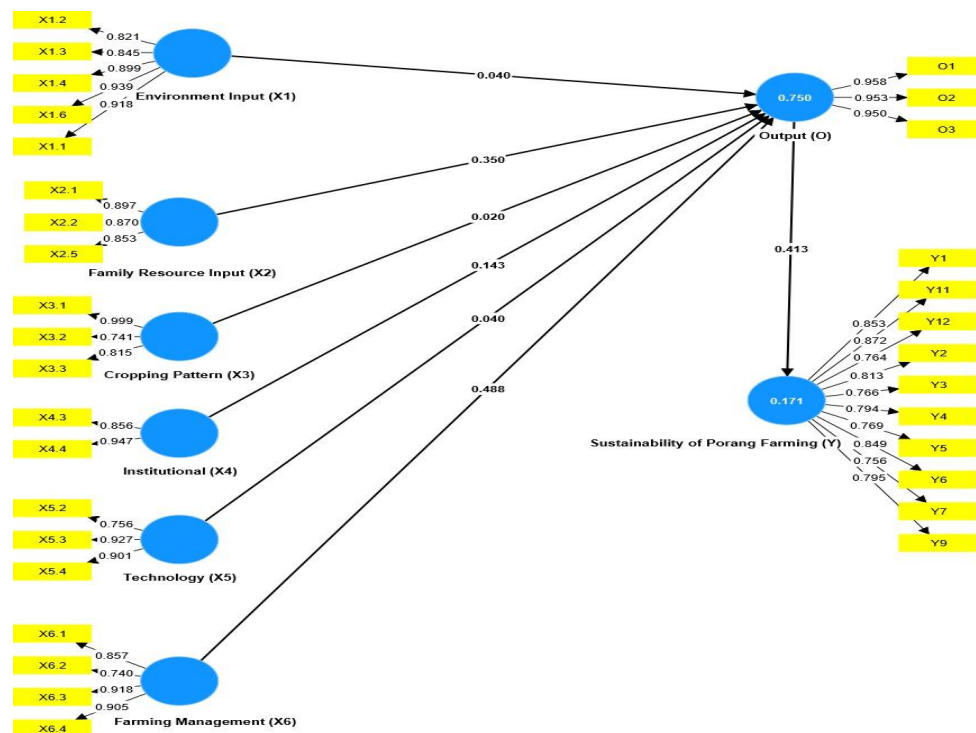 X1.2
0.821
X1.3
0.845
X1.4
0.899
0.939
X1.6
0.918
X1.1
Environment Input (X1)
0.040
0.750
Output (O)
0.958
O1
0.953
O2
0.950
O3
X2.1
0.897
X2.2
0.870
X2.5
0.853
Family Resource Input (X2)
0.350
X3.1
0.999
X3.2
0.741
X3.3
0.815
Cropping Pattern (X3)
0.020
X4.3
0.856
X4.4
0.947
Institutional (X4)
0.143
X5.2
0.756
X5.3
0.927
X5.4
0.901
Technology (X5)
0.040
X6.1
0.857
X6.2
0.740
X6.3
0.918
X6.4
0.905
Farming Management (X6)
0.488
0.413
0.171
Sustainability of Porang Farming (Y)
0.853
Y1
0.872
Y11
0.764
Y12
0.813
Y2
0.766
Y3
0.794
Y4
0.769
Y5
0.849
Y6
0.756
Y7
0.795
Y9